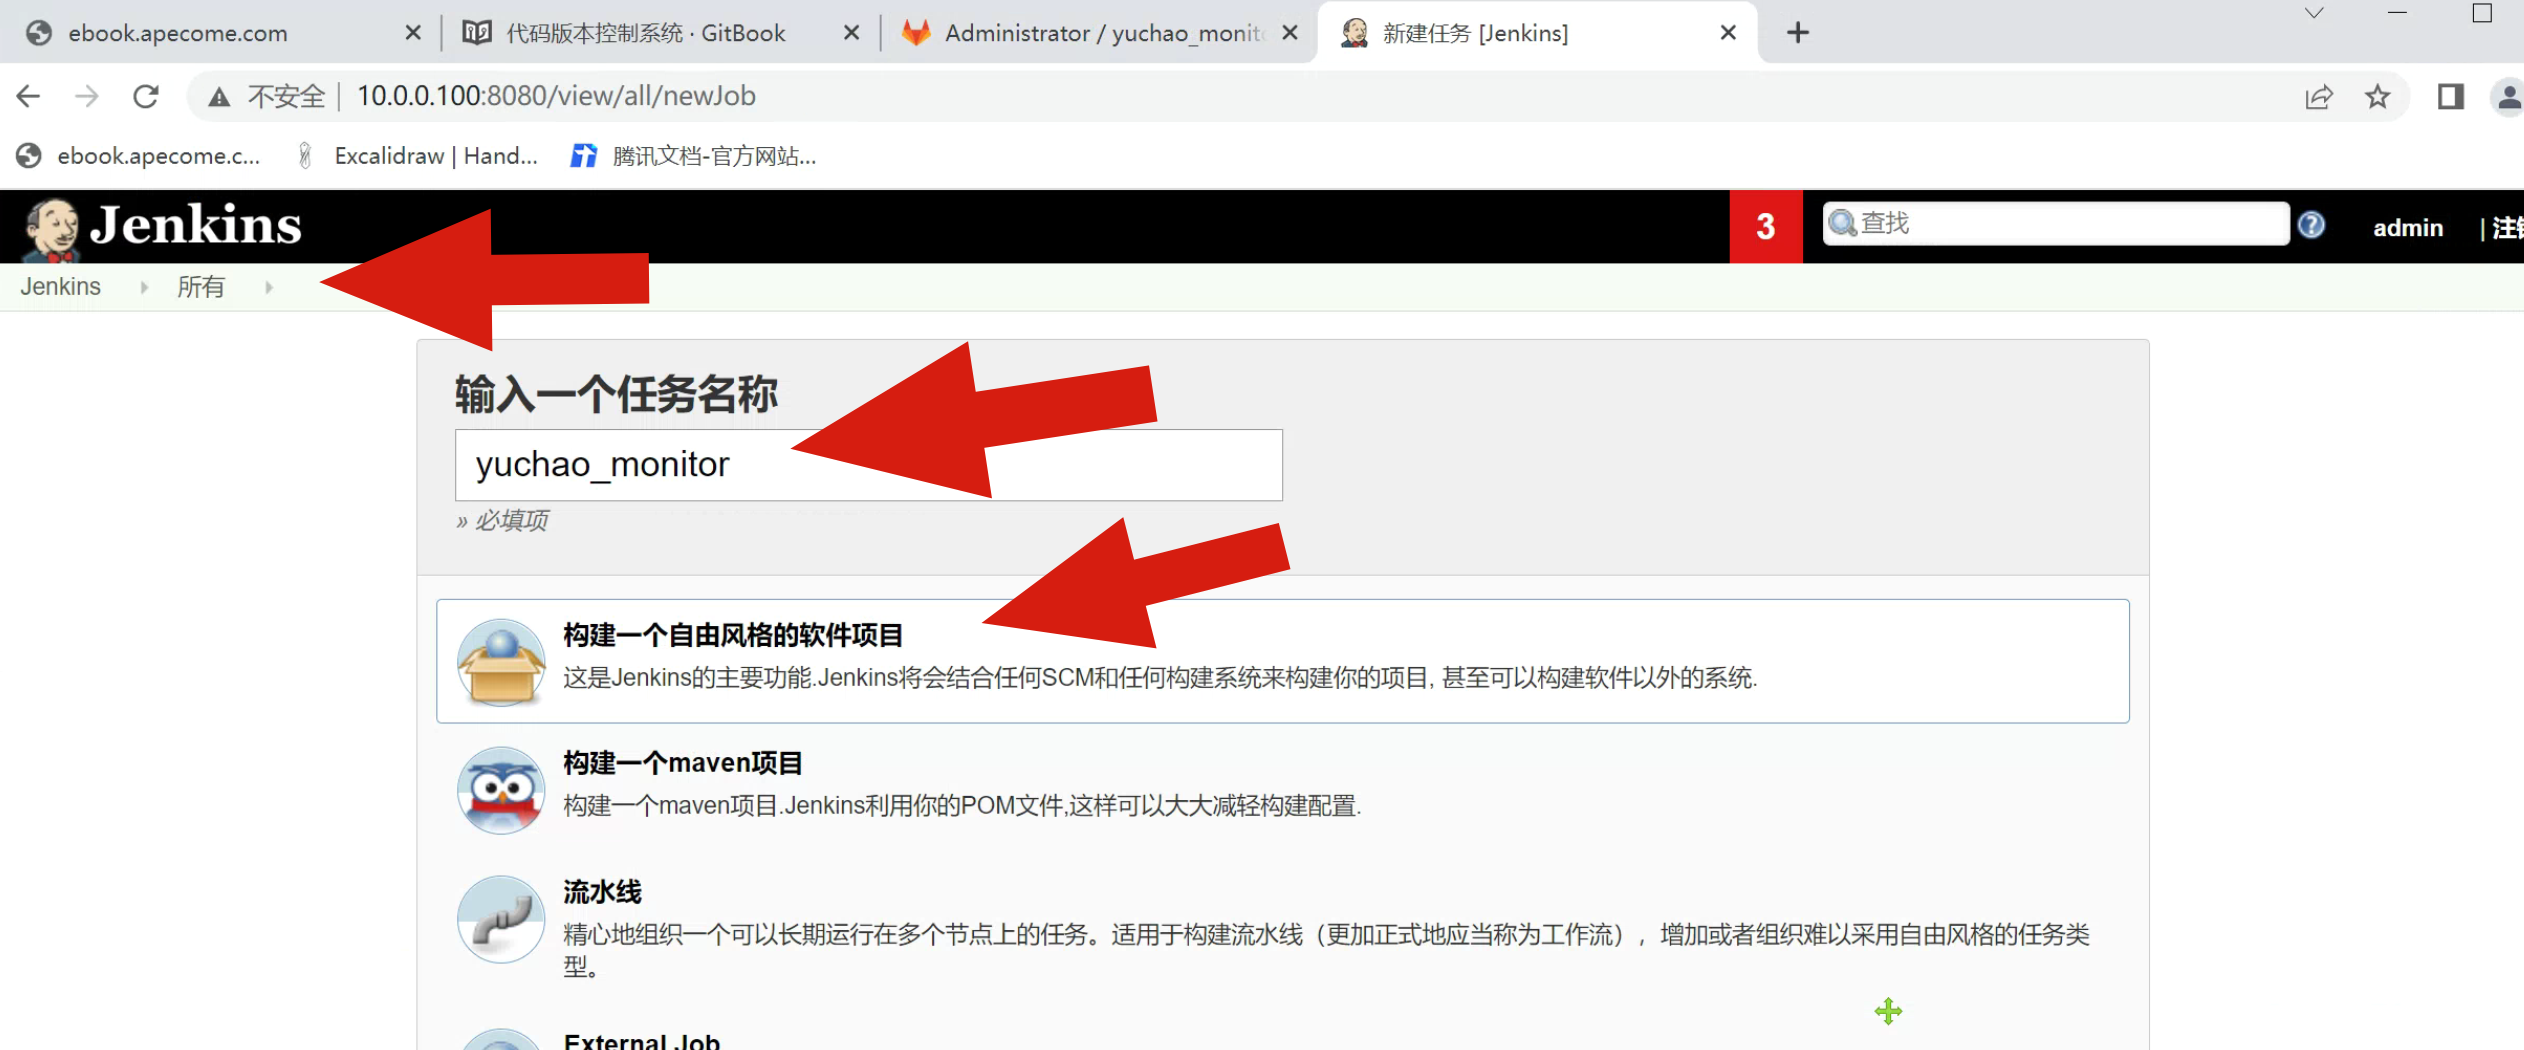 ebook.apecome.com
代码版本控制系统 · GitBook
Administrator / yuchao_monit
新建任务 [Jenkins]
不安全 | 10.0.0.100:8080/view/all/newJob
ebook.apecome.c...
Excalidraw | Hand...
腾讯文档-官方网站...
Jenkins
3
查找
admin
| 注
Jenkins
所有
输入一个任务名称
yuchao_monitor
» 必填项
构建一个自由风格的软件项目
这是Jenkins的主要功能.Jenkins将会结合任何SCM和任何构建系统来构建你的项目, 甚至可以构建软件以外的系统.
构建一个maven项目
构建一个maven项目.Jenkins利用你的POM文件,这样可以大大减轻构建配置.
流水线
精心地组织一个可以长期运行在多个节点上的任务。适用于构建流水线（更加正式地应当称为工作流），增加或者组织难以采用自由风格的任务类
型。
External Job